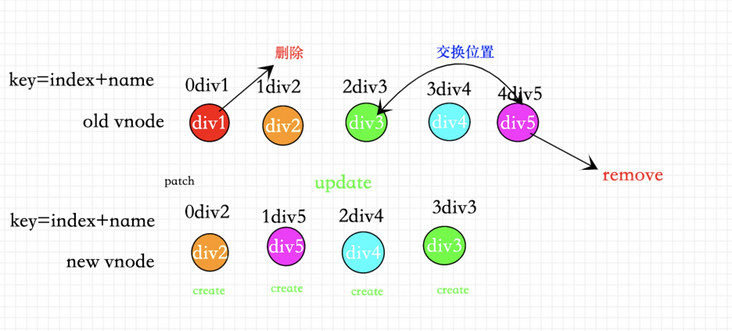 删除
交换位置
key=index+name
0div1
1div2
2div3
3div4
4div5
old vnode
div1
div2
div3
div4
div5
remove
patch
update
key=index+name
0div2
1div5
2div4
3div3
new vnode
div2
div5
div4
div3
create
create
create
create